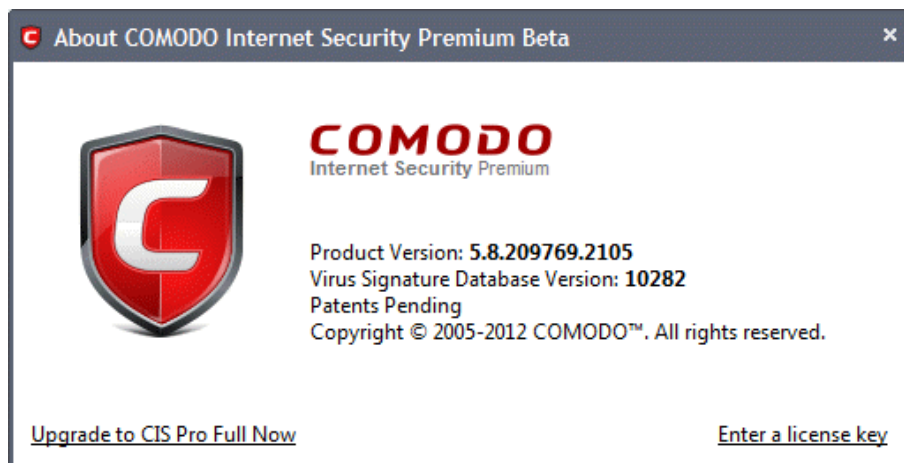 About COMODO Internet Security Premium Beta
COMODO
Internet Security Premium
Product Version: 5.8.209769.2105
Virus Signature Database Version: 10282
Patents Pending
Copyright © 2005-2012 COMODO™. All rights reserved.
Upgrade to CIS Pro Full Now
Enter a license key